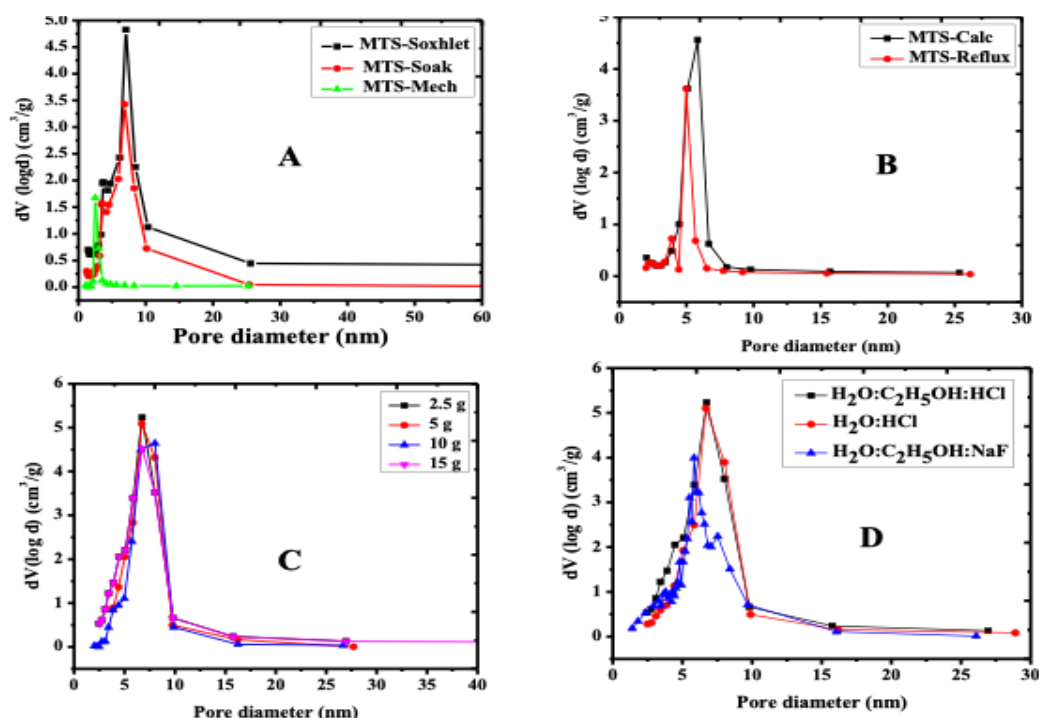 5.0
4.5
4.0
3.5
3.0
2.5
2.0
1.5
1.0
0.5
0.0
dV (logd) (cm³/g)
MTS-Soxhlet
MTS-Soak
MTS-Mech
A
0 10 20 30 40 50 60
Pore diameter (nm)
4
3
2
1
0
dV (log d) (cm³/g)
MTS-Calc
MTS-Reflux
B
0 5 10 15 20 25 30
Pore diameter (nm)
6
5
4
3
2
1
0
dV(log d) (cm³/g)
2.5 g
5 g
10 g
15 g
C
0 5 10 15 20 25 30 35 40
Pore diameter (nm)
6
5
4
3
2
1
0
dV (log d) (cm³/g)
H₂O:C₂H₅OH:HCl
H₂O:HCl
H₂O:C₂H₅OH:NaF
D
0 5 10 15 20 25 30
Pore diameter (nm)